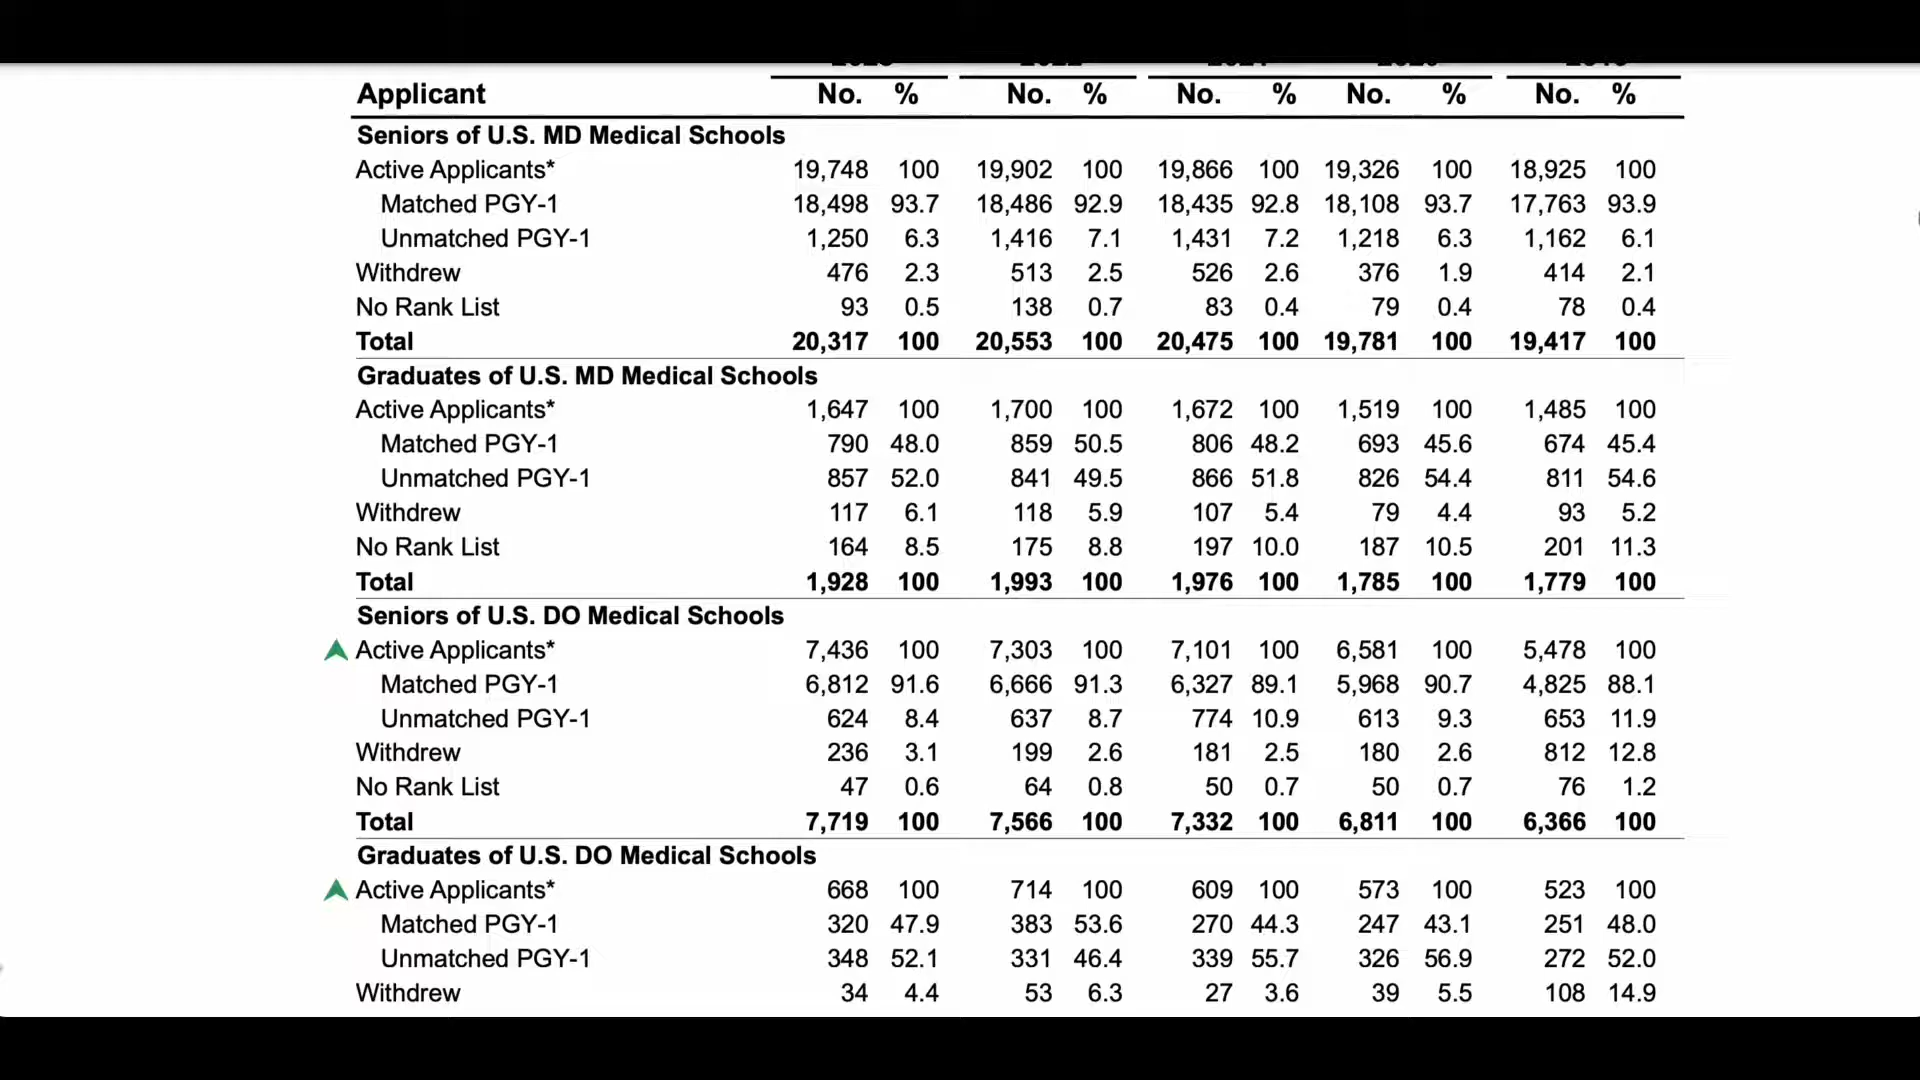 Applicant No. % No. % No. % No. % No. %
Seniors of U.S. MD Medical Schools
Active Applicants* 19,748 100 19,902 100 19,866 100 19,326 100 18,925 100
Matched PGY-1 18,498 93.7 18,486 92.9 18,435 92.8 18,108 93.7 17,763 93.9
Unmatched PGY-1 1,250 6.3 1,416 7.1 1,431 7.2 1,218 6.3 1,162 6.1
Withdrew 476 2.3 513 2.5 526 2.6 376 1.9 414 2.1
No Rank List 93 0.5 138 0.7 83 0.4 79 0.4 78 0.4
Total 20,317 100 20,553 100 20,475 100 19,781 100 19,417 100
Graduates of U.S. MD Medical Schools
Active Applicants* 1,647 100 1,700 100 1,672 100 1,519 100 1,485 100
Matched PGY-1 790 48.0 859 50.5 806 48.2 693 45.6 674 45.4
Unmatched PGY-1 857 52.0 841 49.5 866 51.8 826 54.4 811 54.6
Withdrew 117 6.1 118 5.9 107 5.4 79 4.4 93 5.2
No Rank List 164 8.5 175 8.8 197 10.0 187 10.5 201 11.3
Total 1,928 100 1,993 100 1,976 100 1,785 100 1,779 100
Seniors of U.S. DO Medical Schools
Active Applicants* 7,436 100 7,303 100 7,101 100 6,581 100 5,478 100
Matched PGY-1 6,812 91.6 6,666 91.3 6,327 89.1 5,968 90.7 4,825 88.1
Unmatched PGY-1 624 8.4 637 8.7 774 10.9 613 9.3 653 11.9
Withdrew 236 3.1 199 2.6 181 2.5 180 2.6 812 12.8
No Rank List 47 0.6 64 0.8 50 0.7 50 0.7 76 1.2
Total 7,719 100 7,566 100 7,332 100 6,811 100 6,366 100
Graduates of U.S. DO Medical Schools
Active Applicants* 668 100 714 100 609 100 573 100 523 100
Matched PGY-1 320 47.9 383 53.6 270 44.3 247 43.1 251 48.0
Unmatched PGY-1 348 52.1 331 46.4 339 55.7 326 56.9 272 52.0
Withdrew 34 4.4 53 6.3 27 3.6 39 5.5 108 14.9